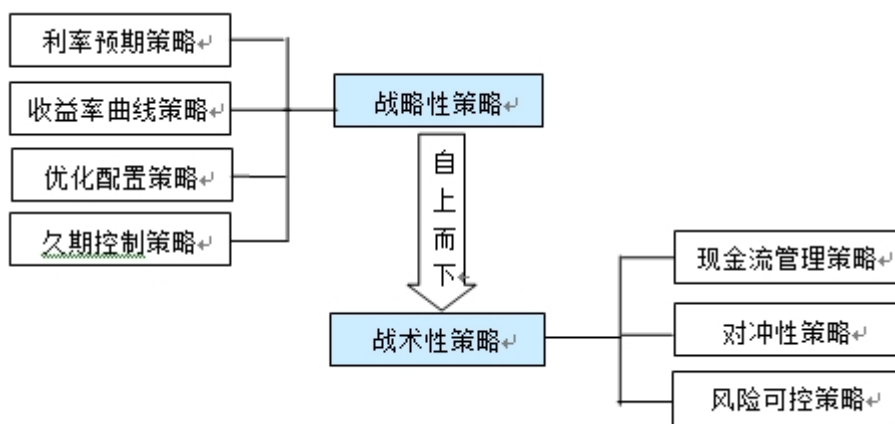 利率预期策略
收益率曲线策略
优化配置策略
久期控制策略
战略性策略
自上而下
战术性策略
现金流管理策略
对冲性策略
风险可控策略